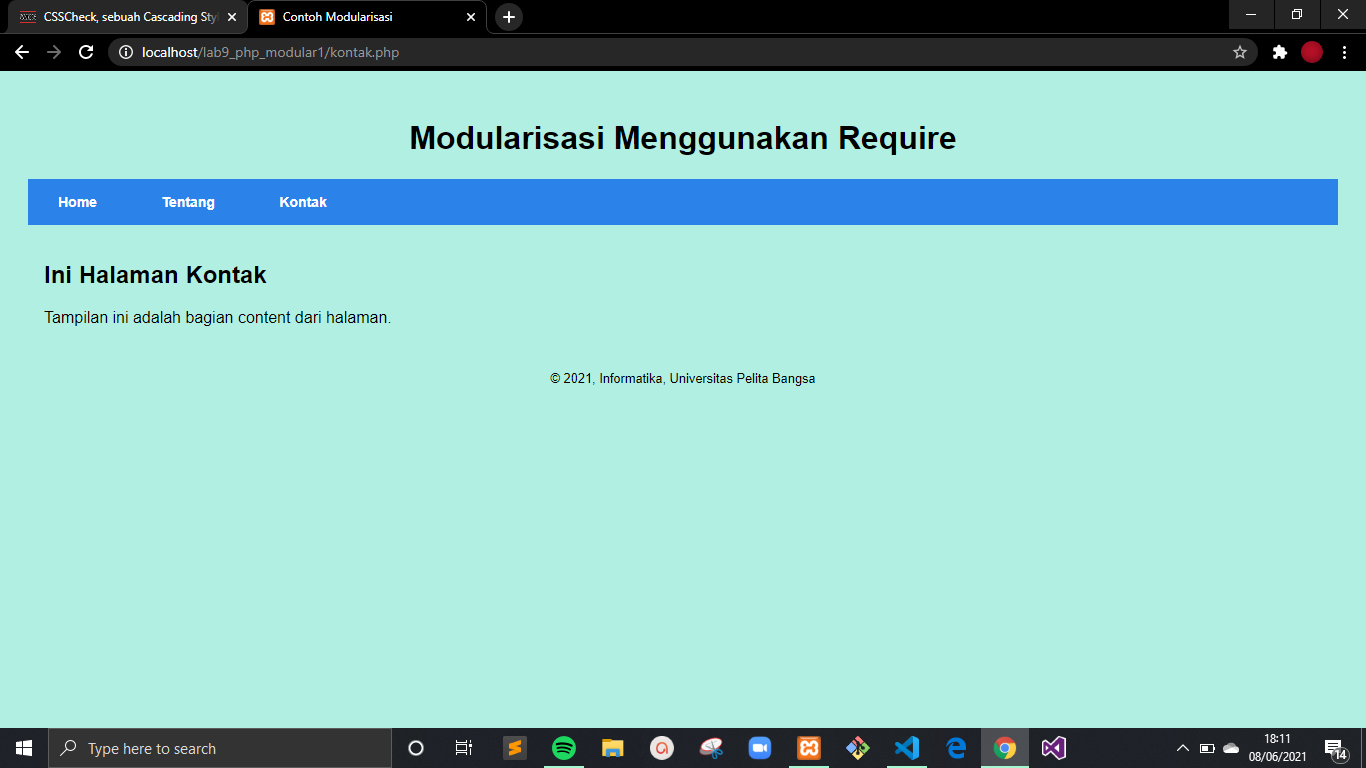 CSSCheck, sebuah Cascading Sty
Contoh Modularisasi
localhost/lab9_php_modular1/kontak.php
Modularisasi Menggunakan Require
Home Tentang Kontak
Ini Halaman Kontak
Tampilan ini adalah bagian content dari halaman.
© 2021, Informatika, Universitas Pelita Bangsa
Type here to search
18:11
08/06/2021
14